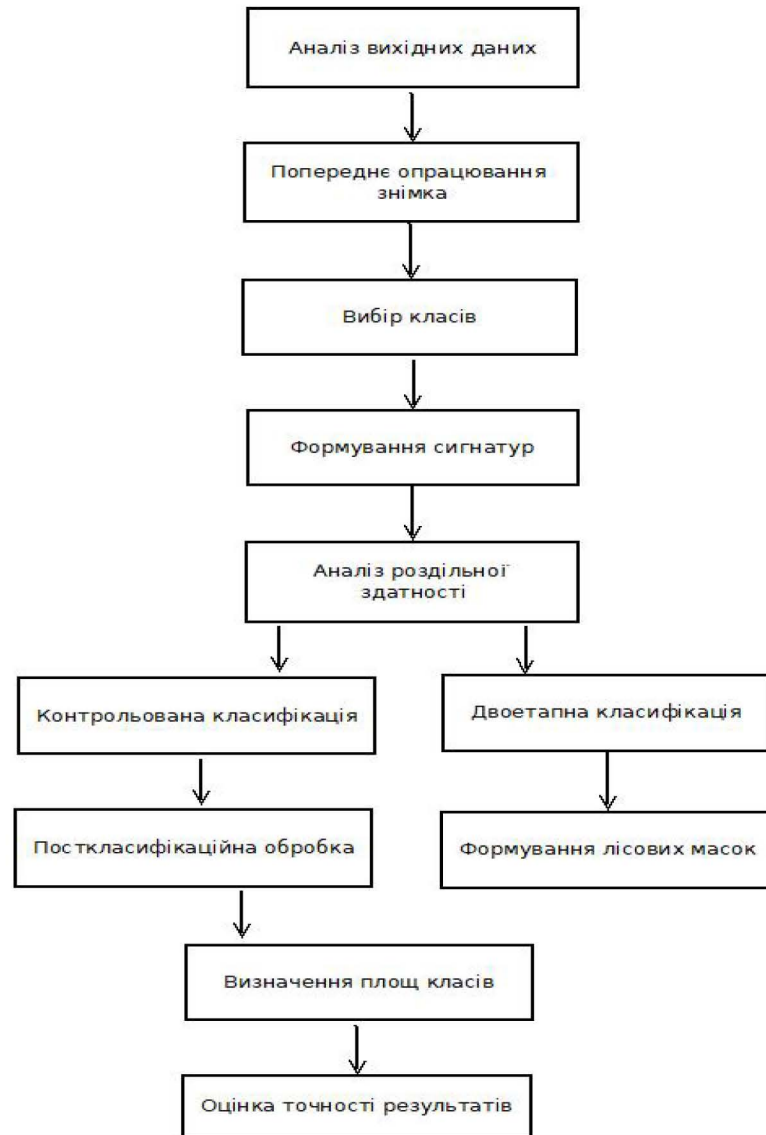 Аналіз вихідних даних
Попереднє опрацювання
знімка
Вибір класів
Формування сигнатур
Аналіз роздільної
здатності
Контрольована класифікація
Двоетапна класифікація
Посткласифікаційна обробка
Формування лісових масок
Визначення площ класів
Оцінка точності результатів